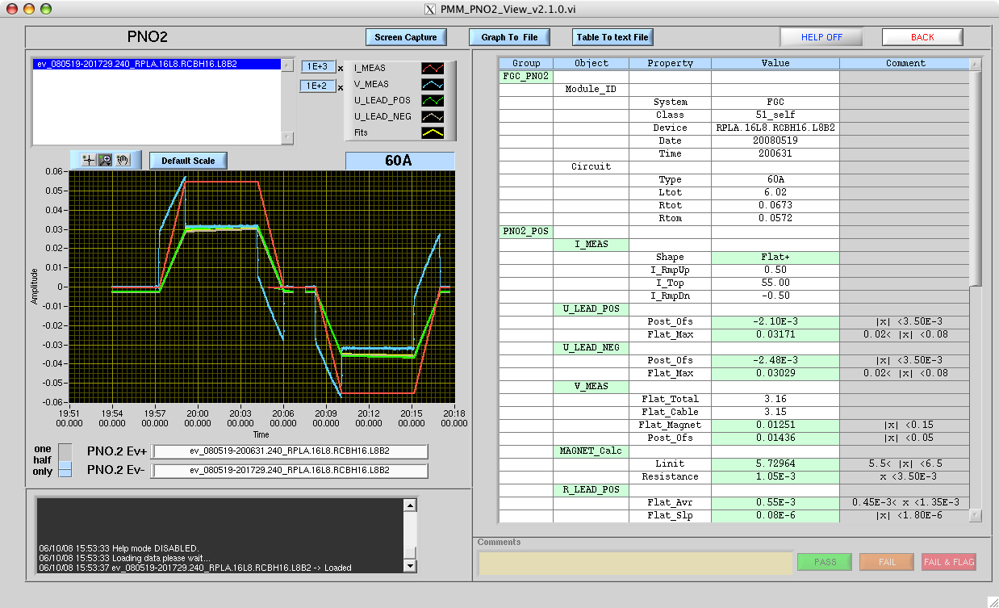 PMM_PNO2_View_v2.1.0.vi
PNO2
Screen Capture
Graph To File
Table To text File
HELP OFF
BACK
ev_080519-201729.240_RPLA.16L8.RCBH16.L8B2
1E+3 x
1E+2 x
I_MEAS
V_MEAS
U_LEAD_POS
U_LEAD_NEG
Fits
Default Scale
60A
Amplitude
0.06
0.05
0.04
0.03
0.02
0.01
0
-0.01
-0.02
-0.03
-0.04
-0.05
-0.06
19:51 19:54 19:57 20:00 20:03 20:06 20:09 20:12 20:15 20:18
00.000 00.000 00.000 00.000 00.000 00.000 00.000 00.000 00.000 00.000
Time
one
half
only
PNO.2 Ev+ ev_080519-200631.240_RPLA.16L8.RCBH16.L8B2
PNO.2 Ev- ev_080519-201729.240_RPLA.16L8.RCBH16.L8B2
06/10/08 15:53:33 Help mode DISABLED.
06/10/08 15:53:33 Loading data please wait...
06/10/08 15:53:37 ev_080519-201729.240_RPLA.16L8.RCBH16.L8B2 -> Loaded
Group Object Property Value Comment
FGC_PNO2
Module_ID
System FGC
Class 51_self
Device RPLA.16L8.RCBH16.L8B2
Date 20080519
Time 200631
Circuit
Type 60A
Ltot 6.02
Rtot 0.0673
Rtom 0.0572
PNO2_POS
I_MEAS
Shape Flat+
I_RmpUp 0.50
I_Top 55.00
I_RmpDn -0.50
U_LEAD_POS
Post_Ofs -2.10E-3 |x| <3.50E-3
Flat_Max 0.03171 0.02< |x| <0.08
U_LEAD_NEG
Post_Ofs -2.48E-3 |x| <3.50E-3
Flat_Max 0.03029 0.02< |x| <0.08
V_MEAS
Flat_Total 3.16
Flat_Cable 3.15
Flat_Magnet 0.01251 |x| <0.15
Post_Ofs 0.01436 |x| <0.05
MAGNET_Calc
Linit 5.72964 5.5< |x| <6.5
Resistance 1.05E-3 x <3.50E-3
R_LEAD_POS
Flat_Avr 0.55E-3 0.45E-3< x <1.35E-3
Flat_Slp 0.08E-6 |x| <1.80E-6
Comments
PASS
FAIL
FAIL & FLAG